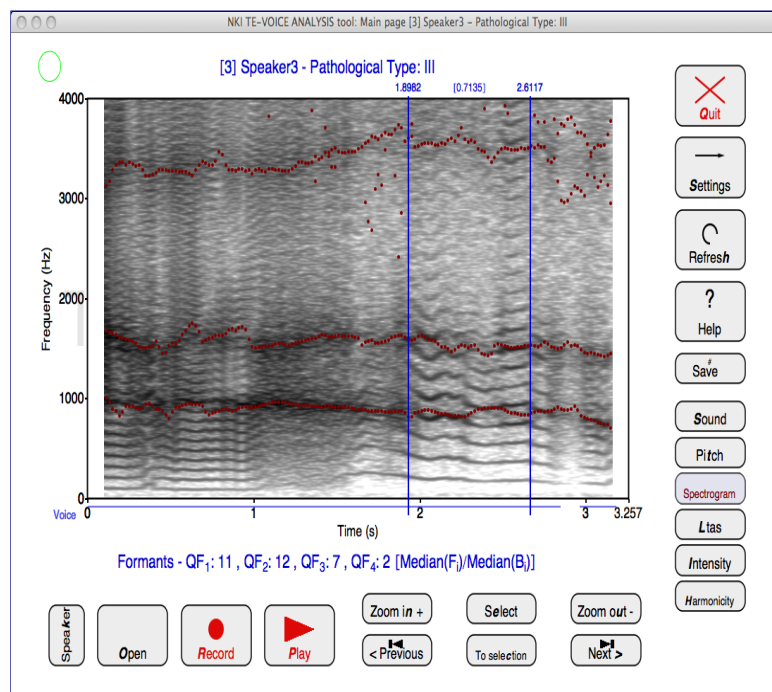 NKI TE-VOICE ANALYSIS tool: Main page [3] Speaker3 – Pathological Type: III
[3] Speaker3 - Pathological Type: III
1.8982 [0.7135] 2.6117
4000
3000
2000
1000
0
Frequency (Hz)
Voice 0 1 2 3 3.257
Time (s)
Formants - QF1: 11 , QF2: 12 , QF3: 7 , QF4: 2 [Median(Fi)/Median(Bi)]
Quit
Settings
Refresh
?
Help
#
Save
Sound
Pitch
Spectrogram
Ltas
Intensity
Harmonicity
Speaker
Open
Record
Play
Zoom in +
Select
Zoom out -
< Previous
To selection
Next >